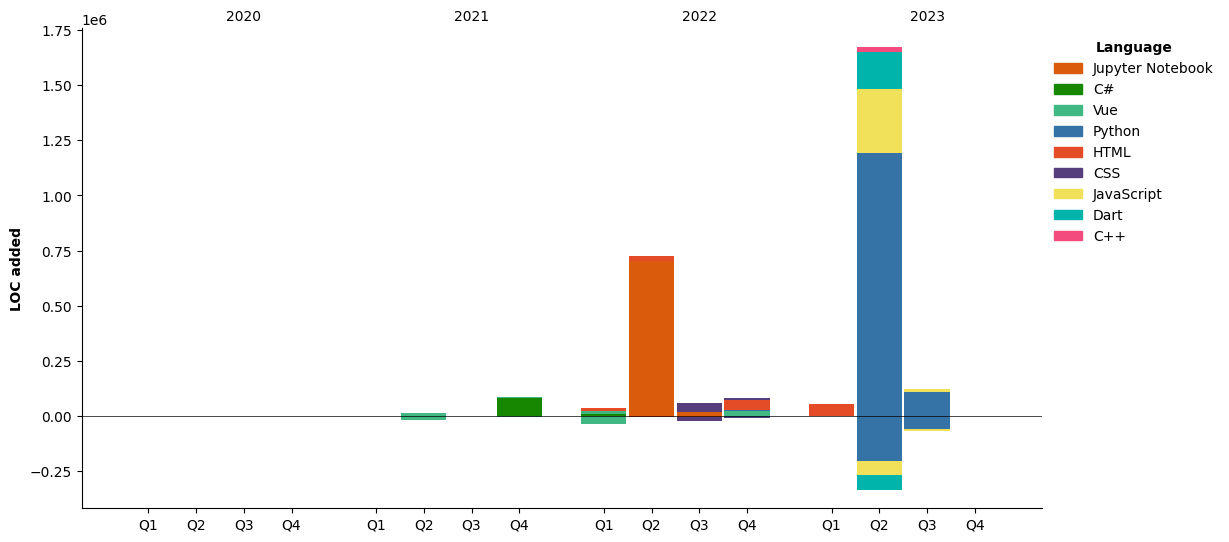 2020 2021 2022 2023
1e6
1.75
1.50
1.25
1.00
0.75
0.50
0.25
0.00
−0.25
LOC added
Q1 Q2 Q3 Q4 Q1 Q2 Q3 Q4 Q1 Q2 Q3 Q4 Q1 Q2 Q3 Q4
Language
Jupyter Notebook
C#
Vue
Python
HTML
CSS
JavaScript
Dart
C++